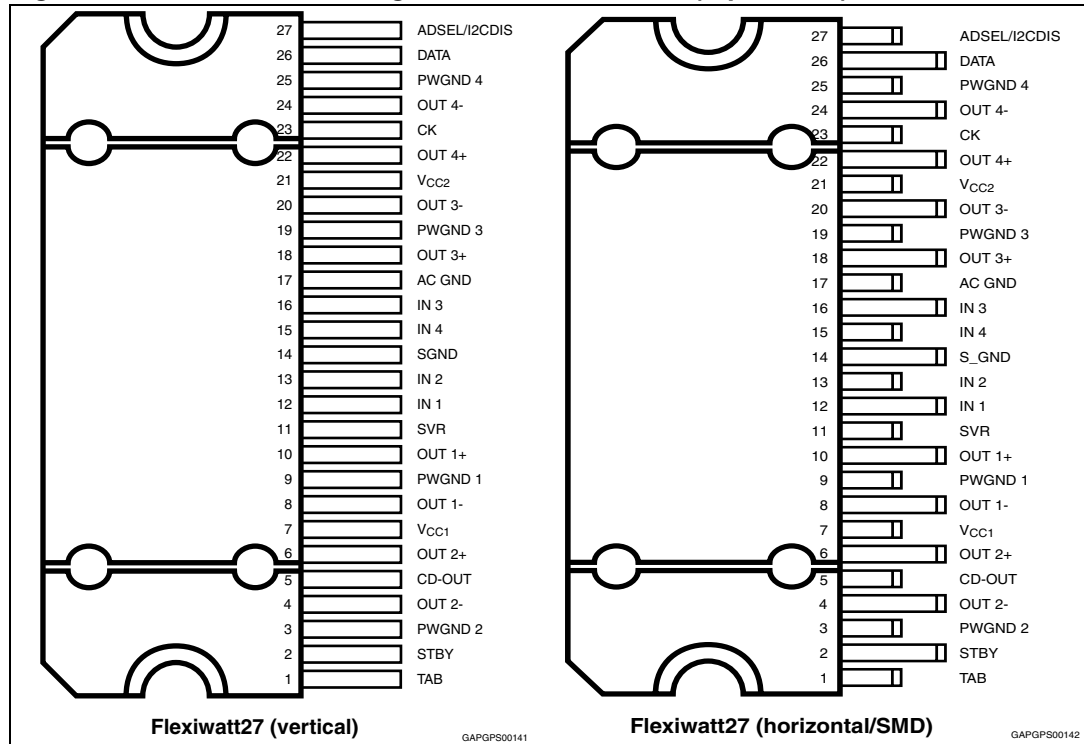 27 ADSEL/I2CDIS
26 DATA
25 PWGND 4
24 OUT 4-
23 CK
22 OUT 4+
21 VCC2
20 OUT 3-
19 PWGND 3
18 OUT 3+
17 AC GND
16 IN 3
15 IN 4
14 SGND
13 IN 2
12 IN 1
11 SVR
10 OUT 1+
9 PWGND 1
8 OUT 1-
7 VCC1
6 OUT 2+
5 CD-OUT
4 OUT 2-
3 PWGND 2
2 STBY
1 TAB
Flexiwatt27 (vertical)
GAPGPS00141
27 ADSEL/I2CDIS
26 DATA
25 PWGND 4
24 OUT 4-
23 CK
22 OUT 4+
21 VCC2
20 OUT 3-
19 PWGND 3
18 OUT 3+
17 AC GND
16 IN 3
15 IN 4
14 S_GND
13 IN 2
12 IN 1
11 SVR
10 OUT 1+
9 PWGND 1
8 OUT 1-
7 VCC1
6 OUT 2+
5 CD-OUT
4 OUT 2-
3 PWGND 2
2 STBY
1 TAB
Flexiwatt27 (horizontal/SMD)
GAPGPS00142